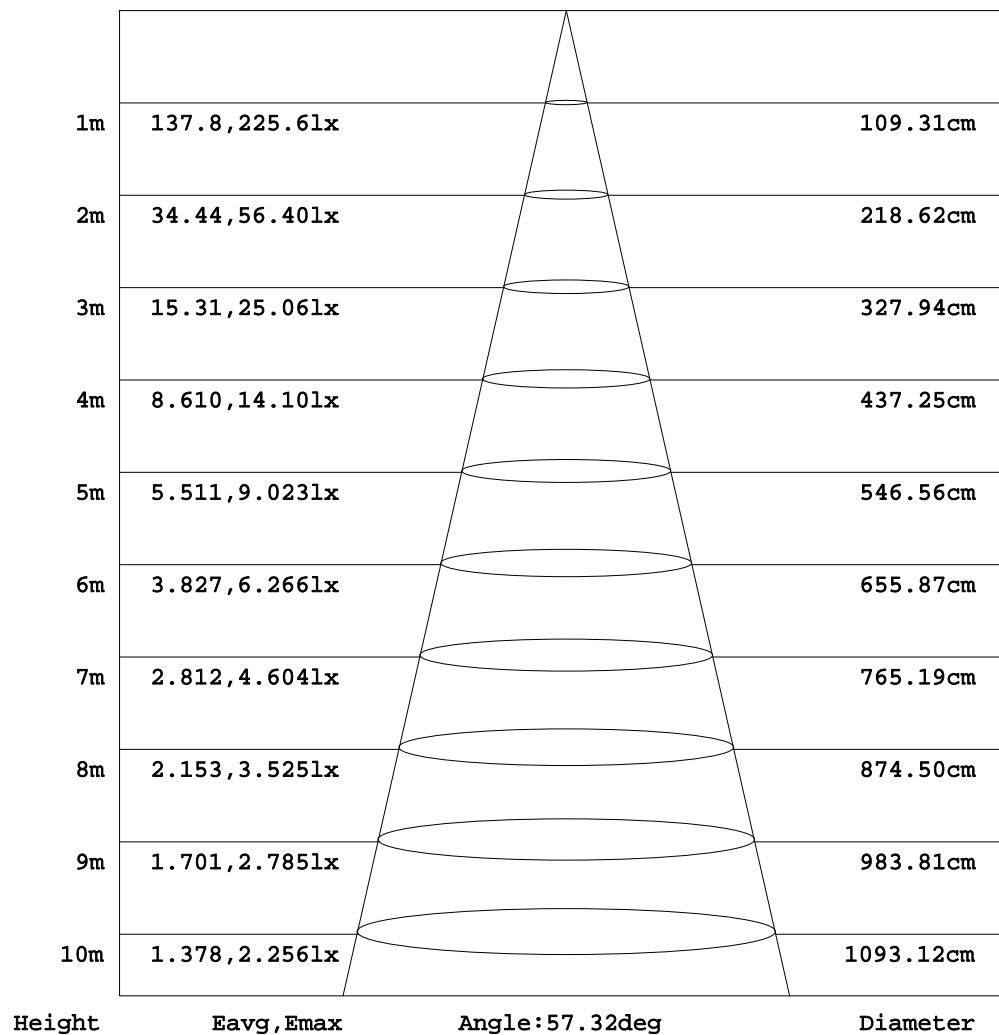 1m 137.8,225.6lx 109.31cm
2m 34.44,56.40lx 218.62cm
3m 15.31,25.06lx 327.94cm
4m 8.610,14.10lx 437.25cm
5m 5.511,9.023lx 546.56cm
6m 3.827,6.266lx 655.87cm
7m 2.812,4.604lx 765.19cm
8m 2.153,3.525lx 874.50cm
9m 1.701,2.785lx 983.81cm
10m 1.378,2.256lx 1093.12cm
Height Eavg,Emax Angle:57.32deg Diameter